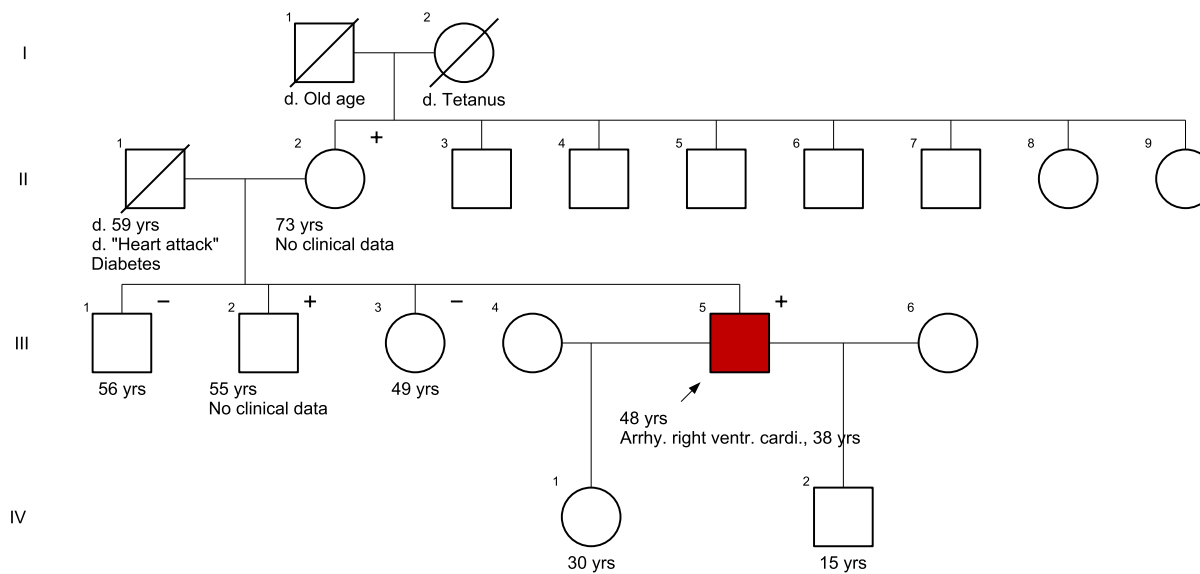 I
1
2
d. Old age
d. Tetanus
II
1
2
+
3
4
5
6
7
8
9
d. 59 yrs
d. "Heart attack"
Diabetes
73 yrs
No clinical data
III
1
−
2
+
3
−
4
5
+
6
56 yrs
55 yrs
No clinical data
49 yrs
48 yrs
Arrhy. right ventr. cardi., 38 yrs
IV
1
2
30 yrs
15 yrs